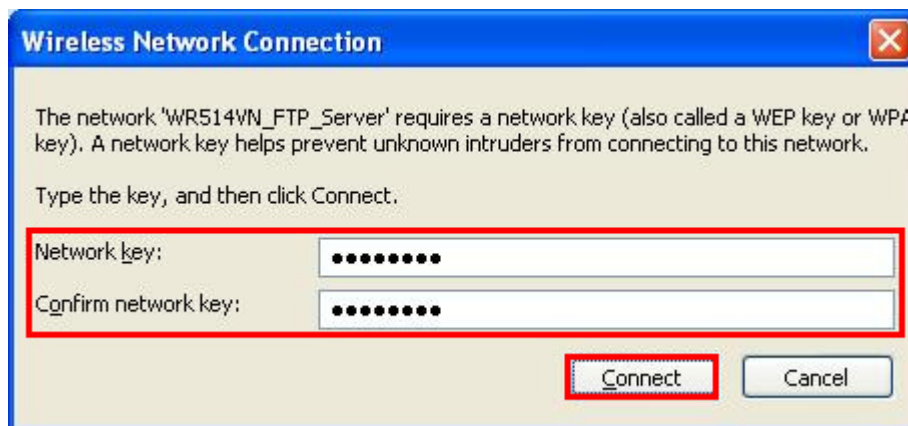 Wireless Network Connection
The network 'WR514VN_FTP_Server' requires a network key (also called a WEP key or WPA
key). A network key helps prevent unknown intruders from connecting to this network.
Type the key, and then click Connect.
Network key: ●●●●●●●●
Confirm network key: ●●●●●●●●
Connect Cancel